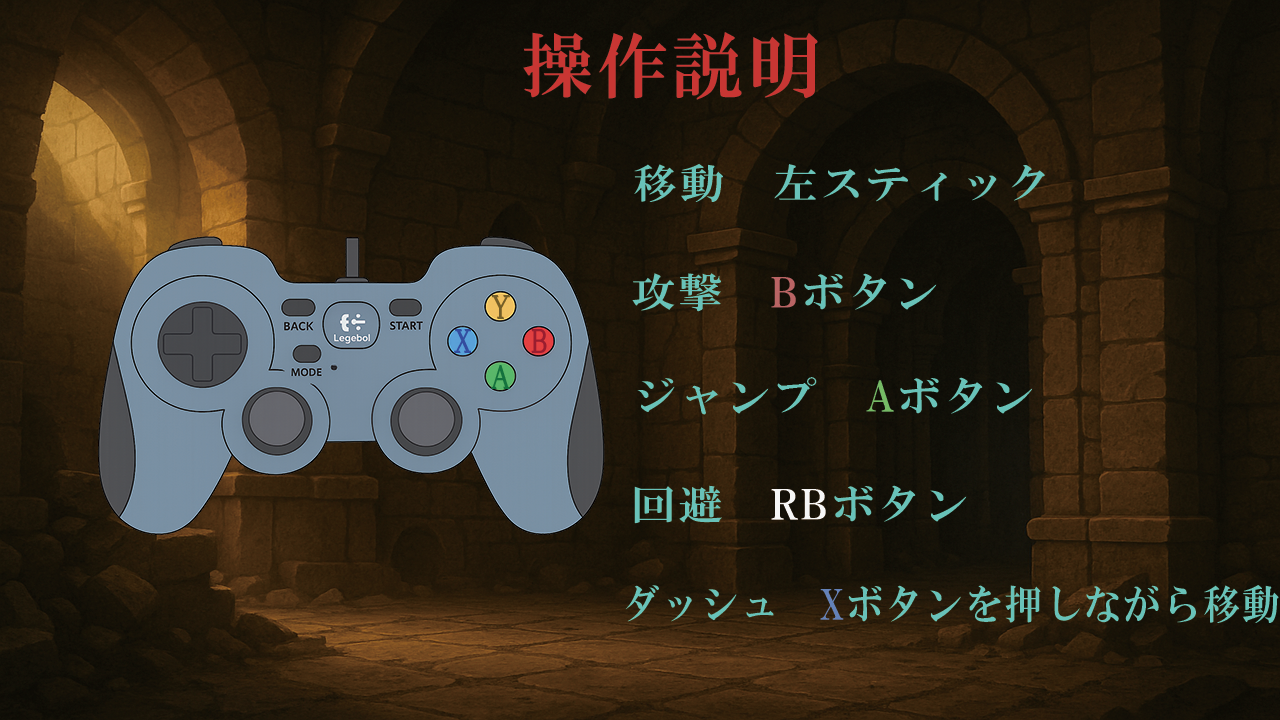 操作説明
移動　左スティック
攻撃　Bボタン
ジャンプ　Aボタン
回避　RBボタン
ダッシュ　Xボタンを押しながら移動
BACK
START
MODE
Legebol
Y
X
B
A